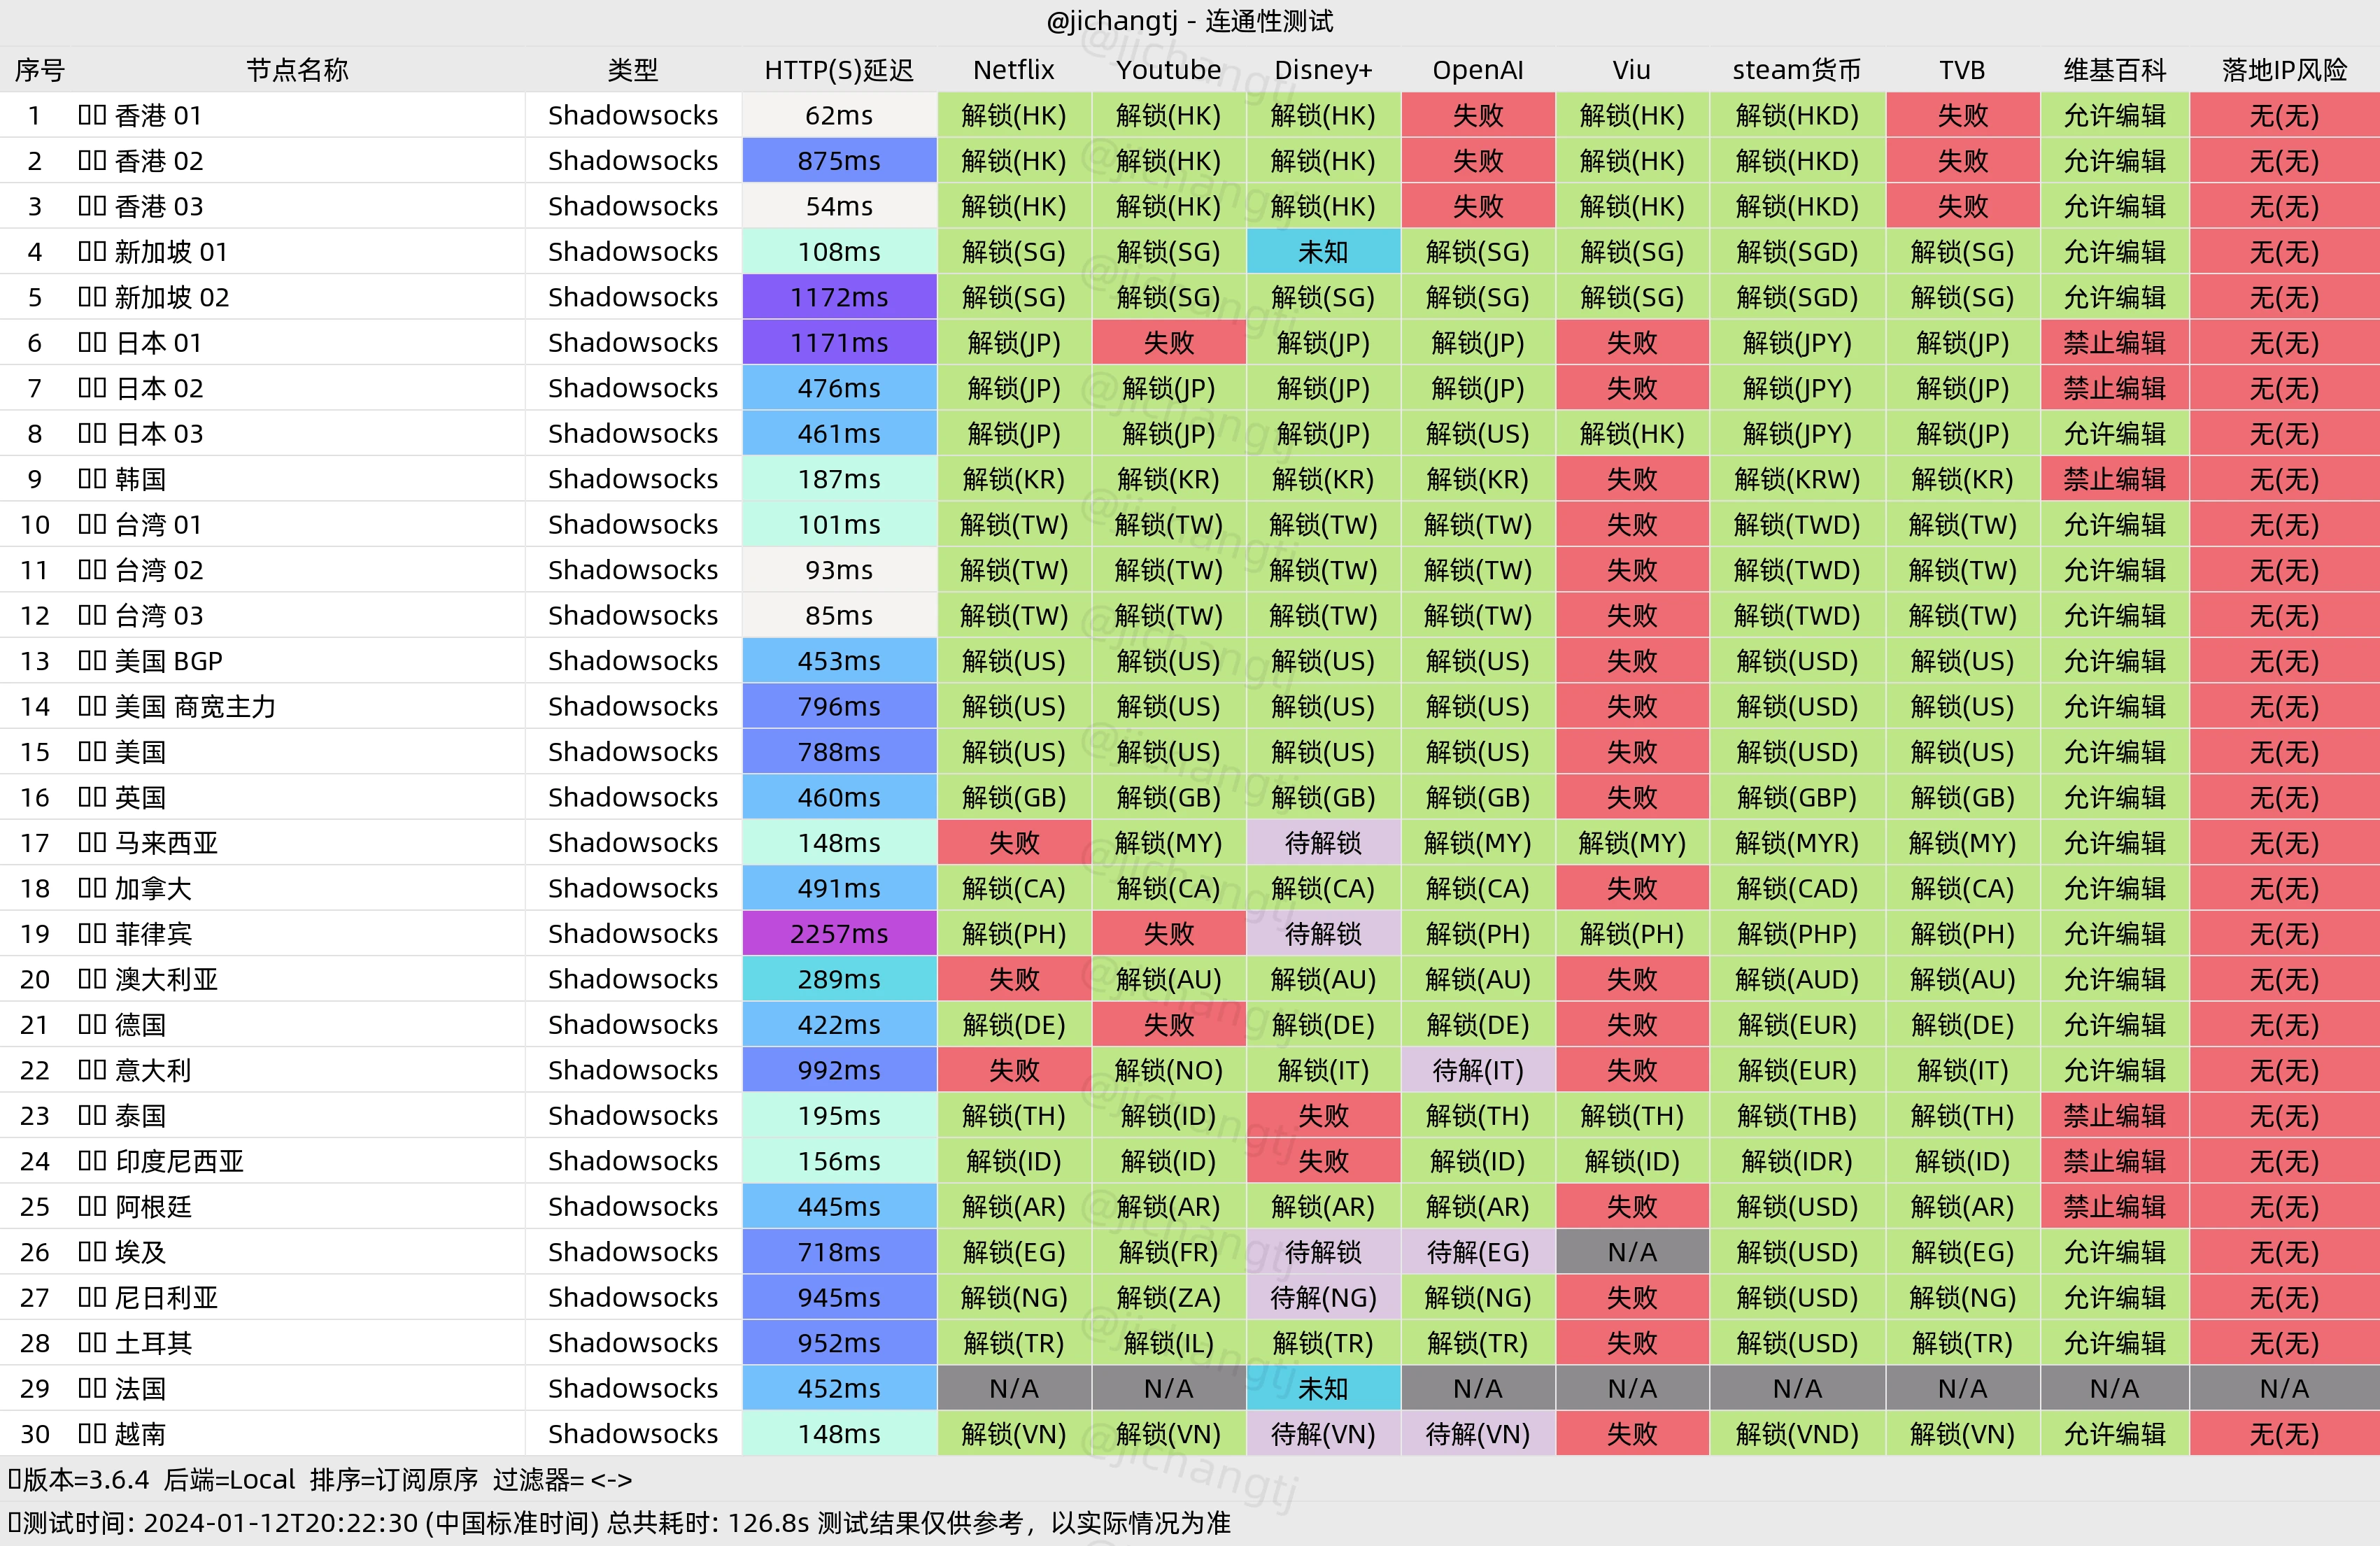 @jichangtj - 连通性测试
序号 节点名称 类型 HTTP(S)延迟 Netflix Youtube Disney+ OpenAI Viu steam货币 TVB 维基百科 落地IP风险
1 香港 01 Shadowsocks 62ms 解锁(HK) 解锁(HK) 解锁(HK) 失败 解锁(HK) 解锁(HKD) 失败 允许编辑 无(无)
2 香港 02 Shadowsocks 875ms 解锁(HK) 解锁(HK) 解锁(HK) 失败 解锁(HK) 解锁(HKD) 失败 允许编辑 无(无)
3 香港 03 Shadowsocks 54ms 解锁(HK) 解锁(HK) 解锁(HK) 失败 解锁(HK) 解锁(HKD) 失败 允许编辑 无(无)
4 新加坡 01 Shadowsocks 108ms 解锁(SG) 解锁(SG) 未知 解锁(SG) 解锁(SG) 解锁(SGD) 解锁(SG) 允许编辑 无(无)
5 新加坡 02 Shadowsocks 1172ms 解锁(SG) 解锁(SG) 解锁(SG) 解锁(SG) 解锁(SG) 解锁(SGD) 解锁(SG) 允许编辑 无(无)
6 日本 01 Shadowsocks 1171ms 解锁(JP) 失败 解锁(JP) 解锁(JP) 失败 解锁(JPY) 解锁(JP) 禁止编辑 无(无)
7 日本 02 Shadowsocks 476ms 解锁(JP) 解锁(JP) 解锁(JP) 解锁(JP) 失败 解锁(JPY) 解锁(JP) 禁止编辑 无(无)
8 日本 03 Shadowsocks 461ms 解锁(JP) 解锁(JP) 解锁(JP) 解锁(US) 解锁(HK) 解锁(JPY) 解锁(JP) 允许编辑 无(无)
9 韩国 Shadowsocks 187ms 解锁(KR) 解锁(KR) 解锁(KR) 解锁(KR) 失败 解锁(KRW) 解锁(KR) 禁止编辑 无(无)
10 台湾 01 Shadowsocks 101ms 解锁(TW) 解锁(TW) 解锁(TW) 解锁(TW) 失败 解锁(TWD) 解锁(TW) 允许编辑 无(无)
11 台湾 02 Shadowsocks 93ms 解锁(TW) 解锁(TW) 解锁(TW) 解锁(TW) 失败 解锁(TWD) 解锁(TW) 允许编辑 无(无)
12 台湾 03 Shadowsocks 85ms 解锁(TW) 解锁(TW) 解锁(TW) 解锁(TW) 失败 解锁(TWD) 解锁(TW) 允许编辑 无(无)
13 美国 BGP Shadowsocks 453ms 解锁(US) 解锁(US) 解锁(US) 解锁(US) 失败 解锁(USD) 解锁(US) 允许编辑 无(无)
14 美国 商宽主力 Shadowsocks 796ms 解锁(US) 解锁(US) 解锁(US) 解锁(US) 失败 解锁(USD) 解锁(US) 允许编辑 无(无)
15 美国 Shadowsocks 788ms 解锁(US) 解锁(US) 解锁(US) 解锁(US) 失败 解锁(USD) 解锁(US) 允许编辑 无(无)
16 英国 Shadowsocks 460ms 解锁(GB) 解锁(GB) 解锁(GB) 解锁(GB) 失败 解锁(GBP) 解锁(GB) 允许编辑 无(无)
17 马来西亚 Shadowsocks 148ms 失败 解锁(MY) 待解锁 解锁(MY) 解锁(MY) 解锁(MYR) 解锁(MY) 允许编辑 无(无)
18 加拿大 Shadowsocks 491ms 解锁(CA) 解锁(CA) 解锁(CA) 解锁(CA) 失败 解锁(CAD) 解锁(CA) 允许编辑 无(无)
19 菲律宾 Shadowsocks 2257ms 解锁(PH) 失败 待解锁 解锁(PH) 解锁(PH) 解锁(PHP) 解锁(PH) 允许编辑 无(无)
20 澳大利亚 Shadowsocks 289ms 失败 解锁(AU) 解锁(AU) 解锁(AU) 失败 解锁(AUD) 解锁(AU) 允许编辑 无(无)
21 德国 Shadowsocks 422ms 解锁(DE) 失败 解锁(DE) 解锁(DE) 失败 解锁(EUR) 解锁(DE) 允许编辑 无(无)
22 意大利 Shadowsocks 992ms 失败 解锁(NO) 解锁(IT) 待解(IT) 失败 解锁(EUR) 解锁(IT) 允许编辑 无(无)
23 泰国 Shadowsocks 195ms 解锁(TH) 解锁(ID) 失败 解锁(TH) 解锁(TH) 解锁(THB) 解锁(TH) 禁止编辑 无(无)
24 印度尼西亚 Shadowsocks 156ms 解锁(ID) 解锁(ID) 失败 解锁(ID) 解锁(ID) 解锁(IDR) 解锁(ID) 禁止编辑 无(无)
25 阿根廷 Shadowsocks 445ms 解锁(AR) 解锁(AR) 解锁(AR) 解锁(AR) 失败 解锁(USD) 解锁(AR) 禁止编辑 无(无)
26 埃及 Shadowsocks 718ms 解锁(EG) 解锁(FR) 待解锁 待解(EG) N/A 解锁(USD) 解锁(EG) 允许编辑 无(无)
27 尼日利亚 Shadowsocks 945ms 解锁(NG) 解锁(ZA) 待解(NG) 解锁(NG) 失败 解锁(USD) 解锁(NG) 允许编辑 无(无)
28 土耳其 Shadowsocks 952ms 解锁(TR) 解锁(IL) 解锁(TR) 解锁(TR) 失败 解锁(USD) 解锁(TR) 允许编辑 无(无)
29 法国 Shadowsocks 452ms N/A N/A 未知 N/A N/A N/A N/A N/A N/A
30 越南 Shadowsocks 148ms 解锁(VN) 解锁(VN) 待解(VN) 待解(VN) 失败 解锁(VND) 解锁(VN) 允许编辑 无(无)
版本=3.6.4 后端=Local 排序=订阅原序 过滤器= <->
测试时间: 2024-01-12T20:22:30 (中国标准时间) 总共耗时: 126.8s 测试结果仅供参考，以实际情况为准